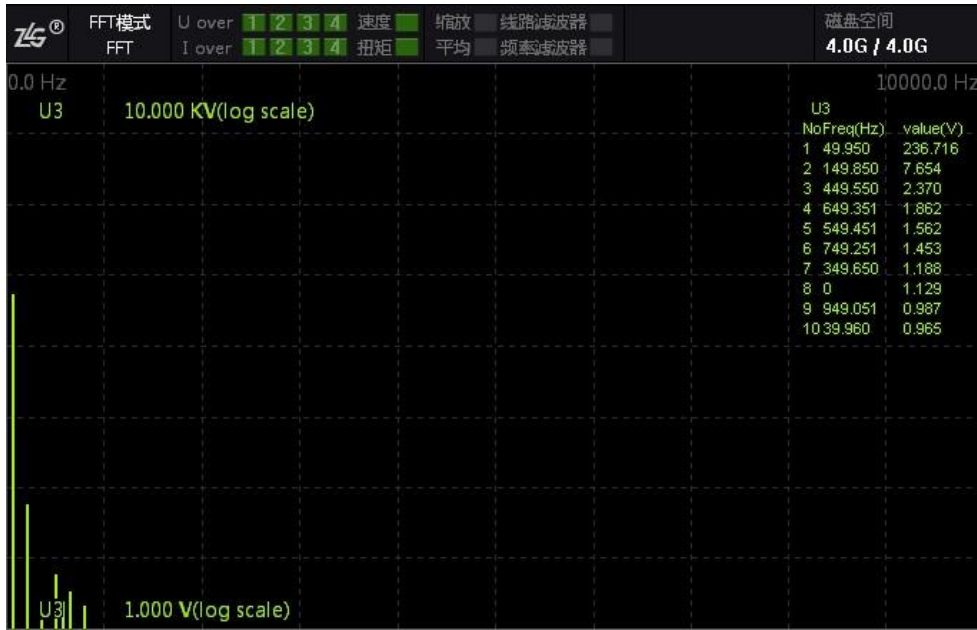 ZLG® FFT模式 U over 1 2 3 4 速度 缩放 线路滤波器 磁盘空间
FFT I over 1 2 3 4 扭矩 平均 频率滤波器 4.0G / 4.0G
0.0 Hz 10000.0 Hz
U3 10.000 KV(log scale) U3
NoFreq(Hz) value(V)
1 49.950 236.716
2 149.850 7.654
3 449.550 2.370
4 649.351 1.862
5 549.451 1.562
6 749.251 1.453
7 349.650 1.188
8 0 1.129
9 949.051 0.987
1039.960 0.965
U3 1.000 V(log scale)